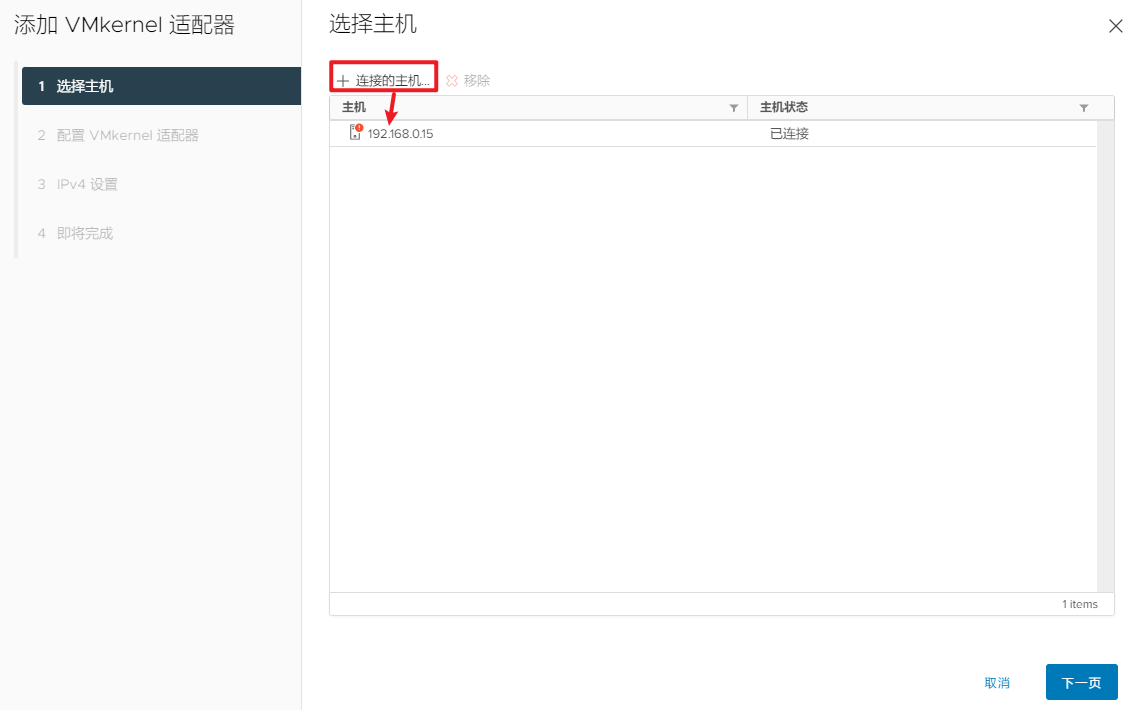 添加 VMkernel 适配器
1 选择主机
2 配置 VMkernel 适配器
3 IPv4 设置
4 即将完成
选择主机
连接的主机... 移除
主机 主机状态
192.168.0.15 已连接
1 items
取消 下一页